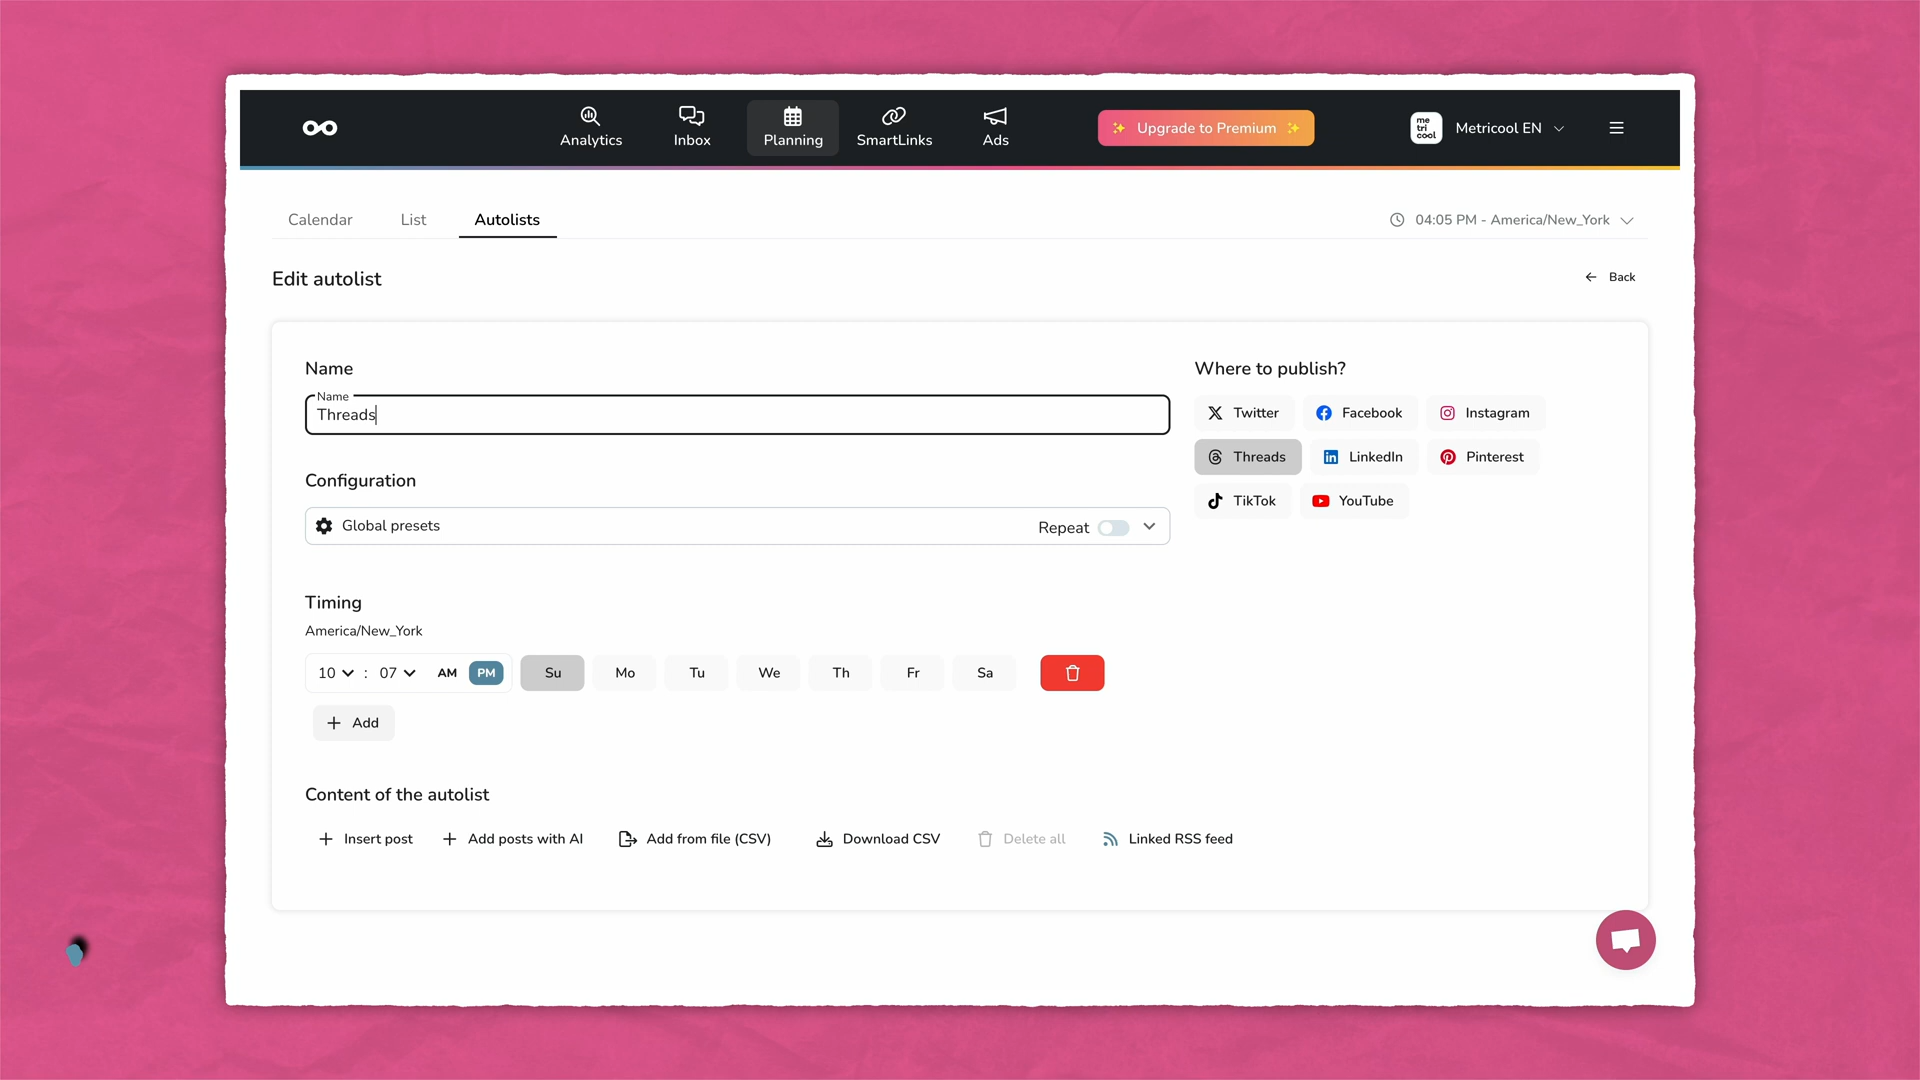 Analytics
Inbox
Planning
SmartLinks
Ads
Upgrade to Premium
me
tri
cool
Metricool EN
Calendar
List
Autolists
04:05 PM - America/New_York
Edit autolist
Back
Name
Name
Threads
Configuration
Global presets
Repeat
Timing
America/New_York
10 : 07 AM PM Su Mo Tu We Th Fr Sa
Add
Content of the autolist
Insert post
Add posts with AI
Add from file (CSV)
Download CSV
Delete all
Linked RSS feed
Where to publish?
Twitter Facebook Instagram
Threads LinkedIn Pinterest
TikTok YouTube